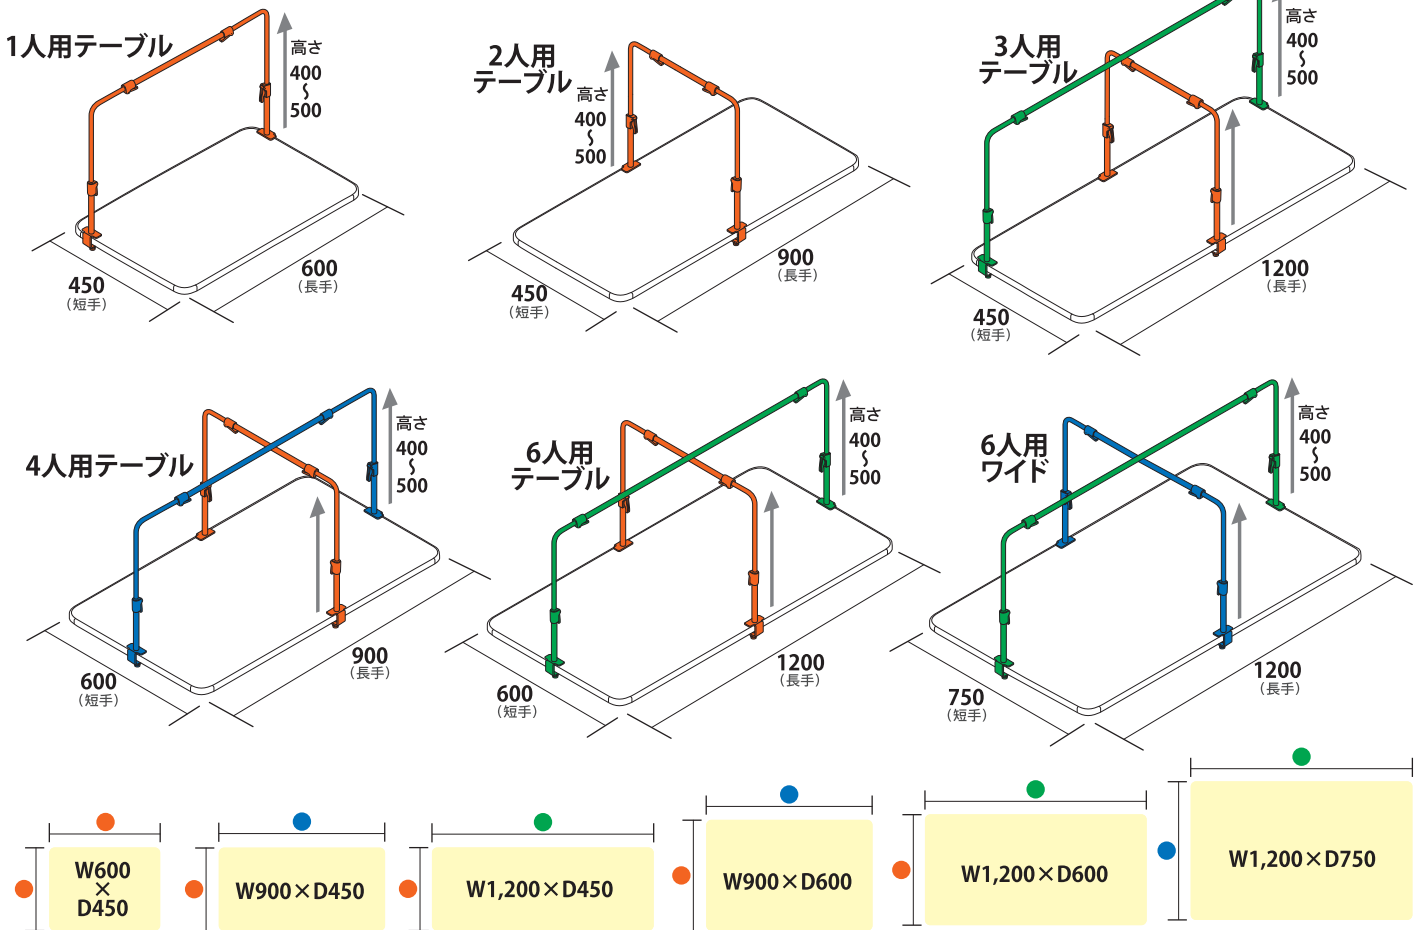 1人用テーブル
高さ
400
〜
500
450
(短手)
600
(長手)
2人用
テーブル
高さ
400
〜
500
450
(短手)
900
(長手)
3人用
テーブル
高さ
400
〜
500
450
(短手)
1200
(長手)
4人用テーブル
高さ
400
〜
500
600
(短手)
900
(長手)
6人用
テーブル
高さ
400
〜
500
600
(短手)
1200
(長手)
6人用
ワイド
高さ
400
〜
500
750
(短手)
1200
(長手)
W600
×
D450
W900×D450
W1,200×D450
W900×D600
W1,200×D600
W1,200×D750